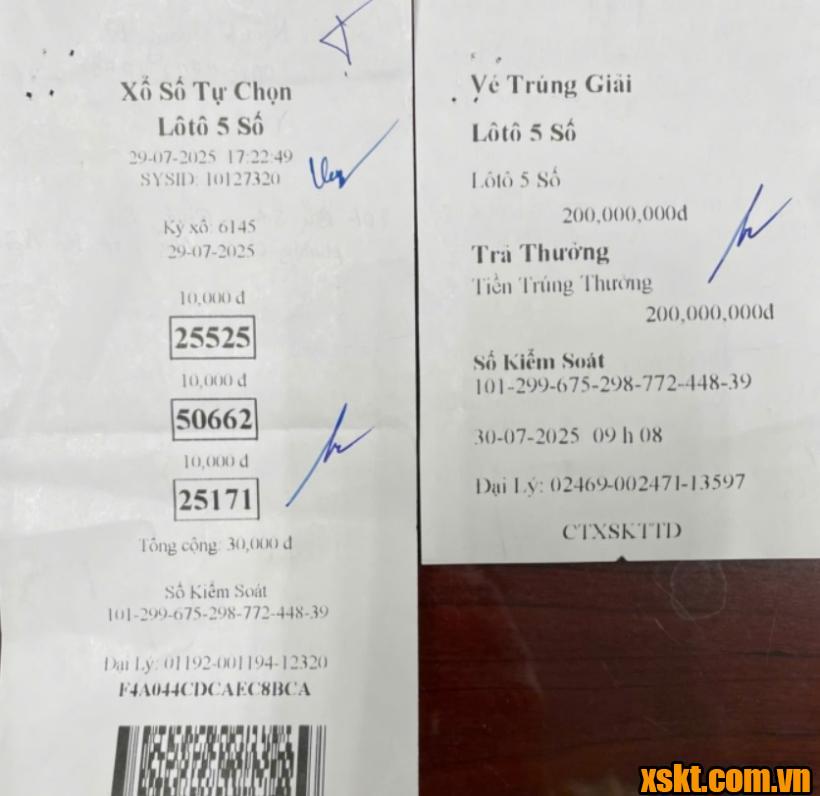 Xổ Số Tự Chọn
Lôtô 5 Số
29-07-2025 17:22:49
SYSID: 10127320
Kỳ xổ: 6145
29-07-2025
10,000 đ
25525
10,000 đ
50662
10,000 đ
25171
Tổng cộng: 30,000 đ
Số Kiểm Soát
101-299-675-298-772-448-39
Đại Lý: 01192-001194-12320
F4A044CDCAEC8BCA
Vé Trúng Giải
Lôtô 5 Số
Lôtô 5 Số
200,000,000đ
Trả Thưởng
Tiền Trúng Thưởng
200,000,000đ
Số Kiểm Soát
101-299-675-298-772-448-39
30-07-2025 09 h 08
Đại Lý: 02469-002471-13597
CTXSKTTD
xskt.com.vn